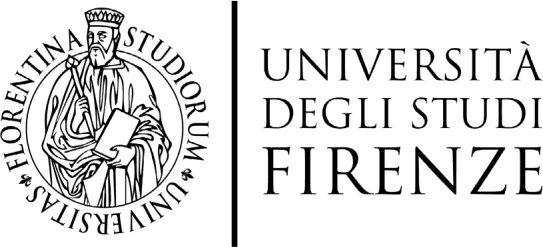 FLORENTINA STUDIORUM UNIVERSITAS
UNIVERSITÀ
DEGLI STUDI
FIRENZE